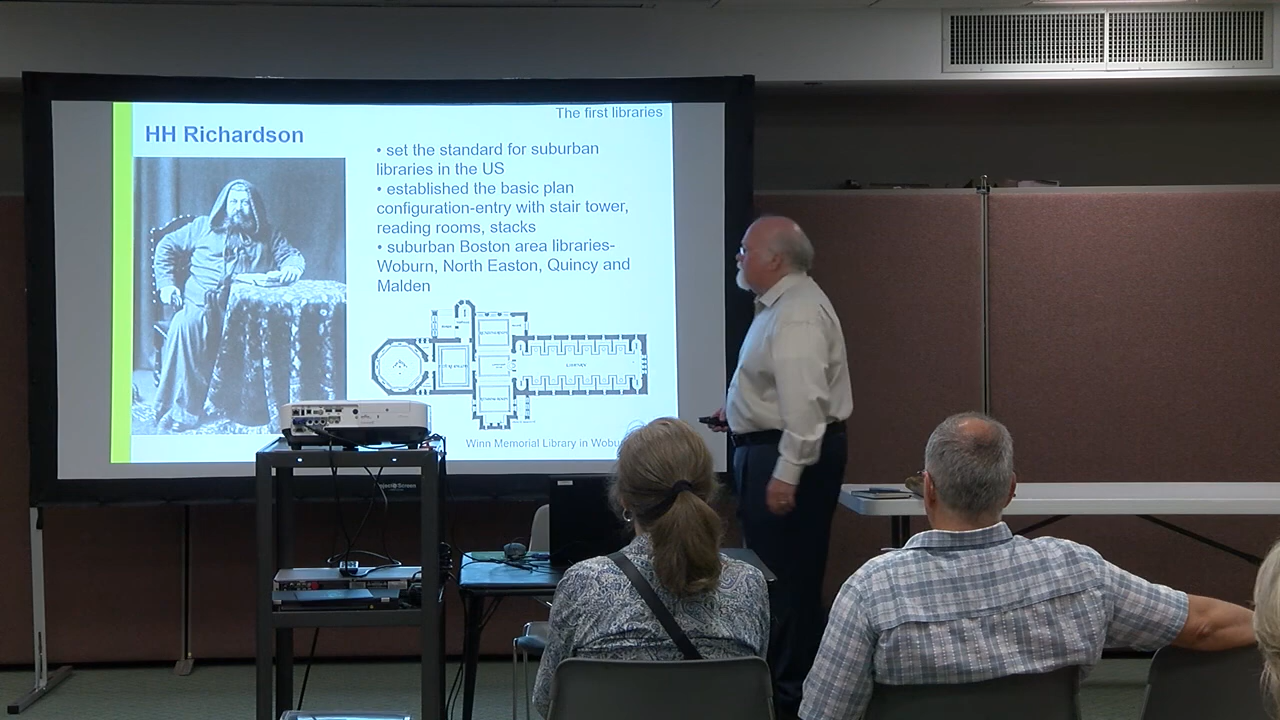 The first libraries
HH Richardson
• set the standard for suburban
libraries in the US
• established the basic plan
configuration-entry with stair tower,
reading rooms, stacks
• suburban Boston area libraries-
Woburn, North Easton, Quincy and
Malden
Winn Memorial Library in Wobu